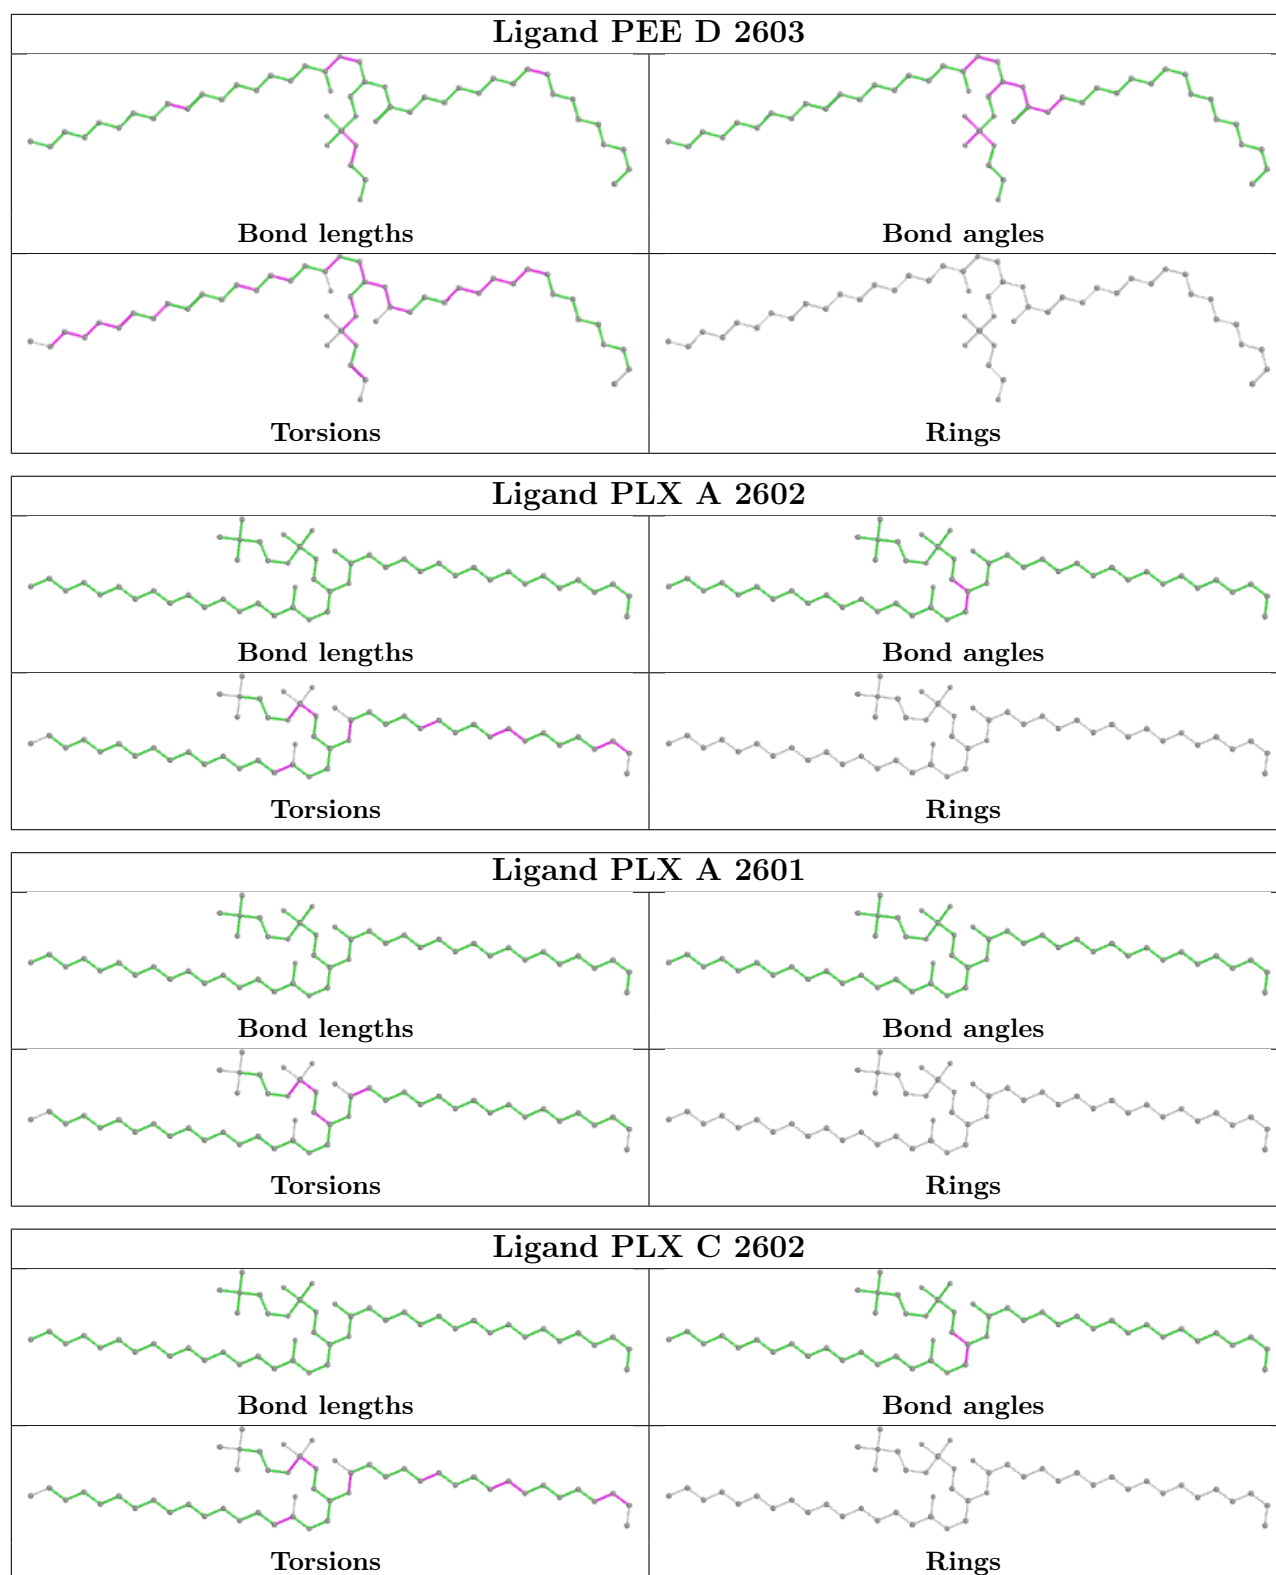 Ligand PEE D 2603
Bond lengths
Bond angles
Torsions
Rings
Ligand PLX A 2602
Bond lengths
Bond angles
Torsions
Rings
Ligand PLX A 2601
Bond lengths
Bond angles
Torsions
Rings
Ligand PLX C 2602
Bond lengths
Bond angles
Torsions
Rings